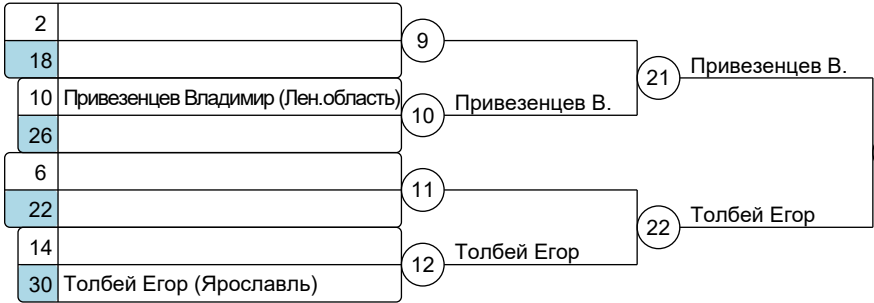 2
9
18
10 Привезенцев Владимир (Лен.область)
10
Привезенцев В.
21
Привезенцев В.
26
6
11
22
22
Толбей Егор
14
12
Толбей Егор
30 Толбей Егор (Ярославль)